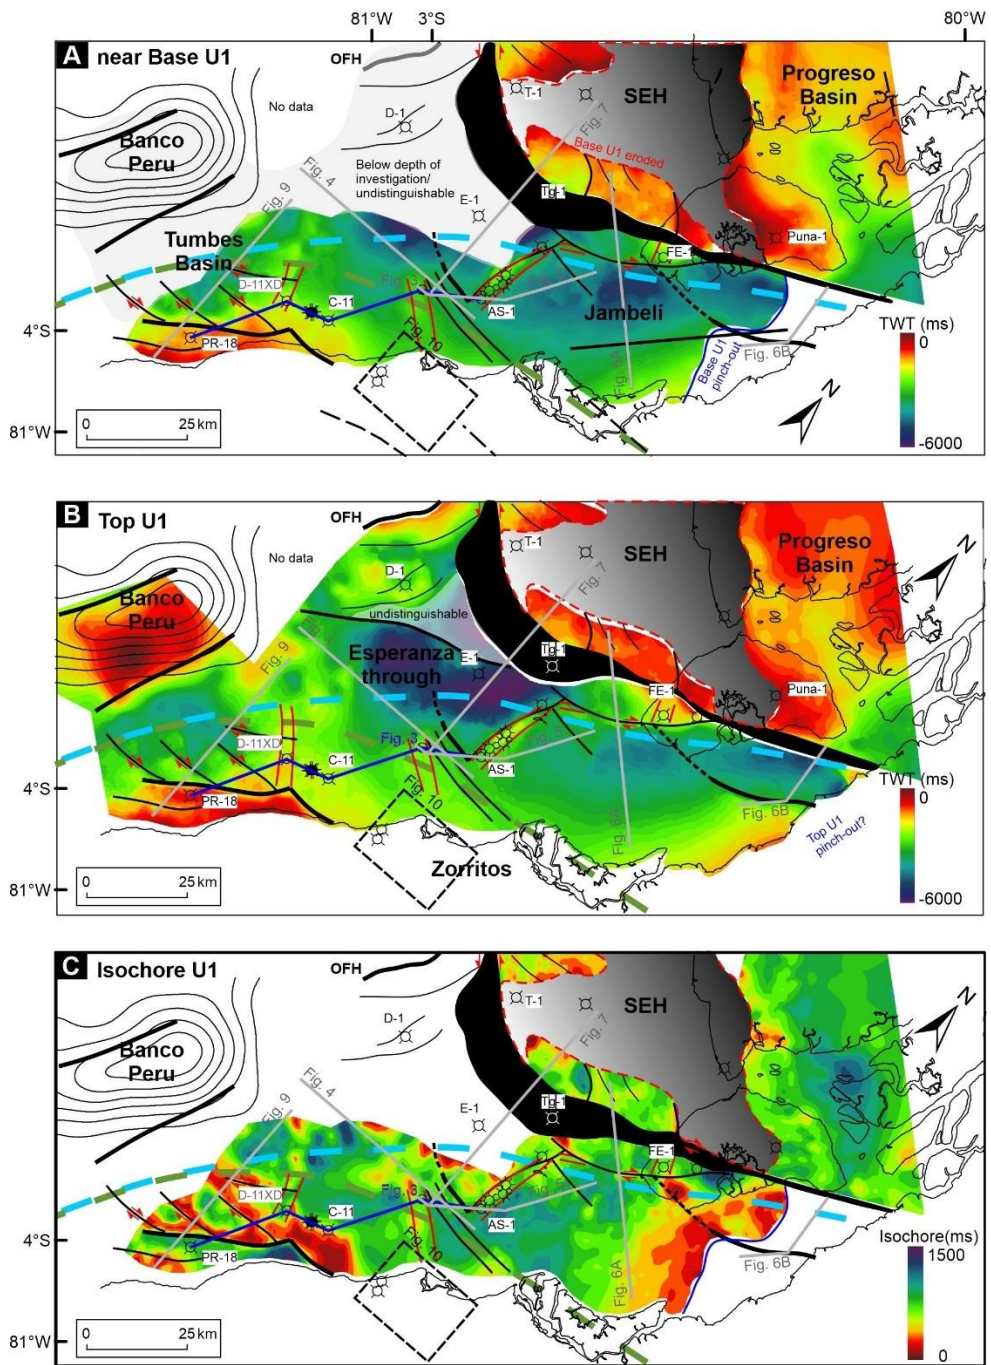 81°W
3°S
80°W
A near Base U1
OFH
No data
D-1
T-1
SEH
Progreso
Basin
Banco
Peru
Fig. 7
Fig. 4
Below depth of
investigation/
undistinguishable
Base U1 eroded
Fig. 9
E-1
Tg-1
Puna-1
Tumbes
Basin
FE-1
D-11XD
C-11
Fig. 3
AS-1
Jambelí
4°S
PR-18
Fig. 10
Fig. 6A
Base U1
pinch-out
Fig. 6B
TWT (ms)
0
-6000
81°W
0 25 km
N
B Top U1
OFH
No data
D-1
T-1
SEH
Progreso
Basin
Banco
Peru
Fig. 7
undistinguishable
Fig. 4
Esperanza
through
E-1
Tg-1
Fig. 9
FE-1
Puna-1
D-11XD
C-11
Fig. 3
AS-1
4°S
PR-18
Fig. 10
Fig. 6A
Fig. 6B
Top U1
pinch-out?
TWT (ms)
0
-6000
Zorritos
81°W
0 25 km
N
C Isochore U1
OFH
D-1
T-1
SEH
Banco
Peru
Fig. 7
Fig. 4
Fig. 9
E-1
Tg-1
FE-1
D-11XD
C-11
Fig. 3
AS-1
4°S
PR-18
Fig. 10
Fig. 6A
Fig. 6B
Isochore(ms)
1500
0
81°W
0 25 km
N